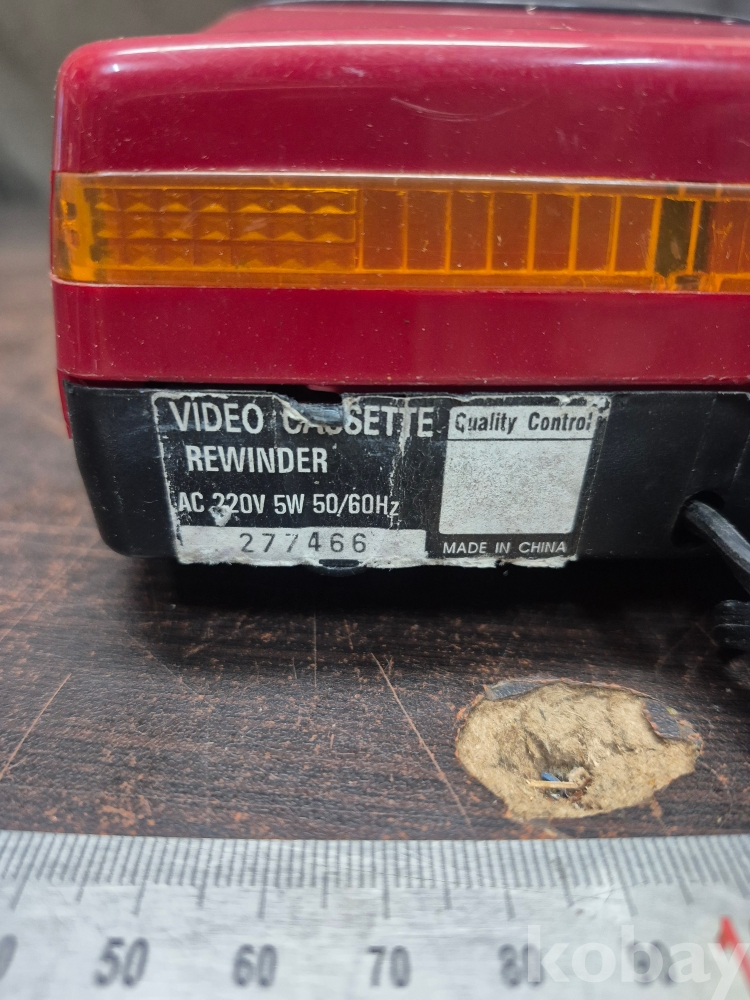 VIDEO CASSETTE
REWINDER
AC 220V 5W 50/60Hz
277466
Quality Control
MADE IN CHINA
50 60 70 80 90
kobay